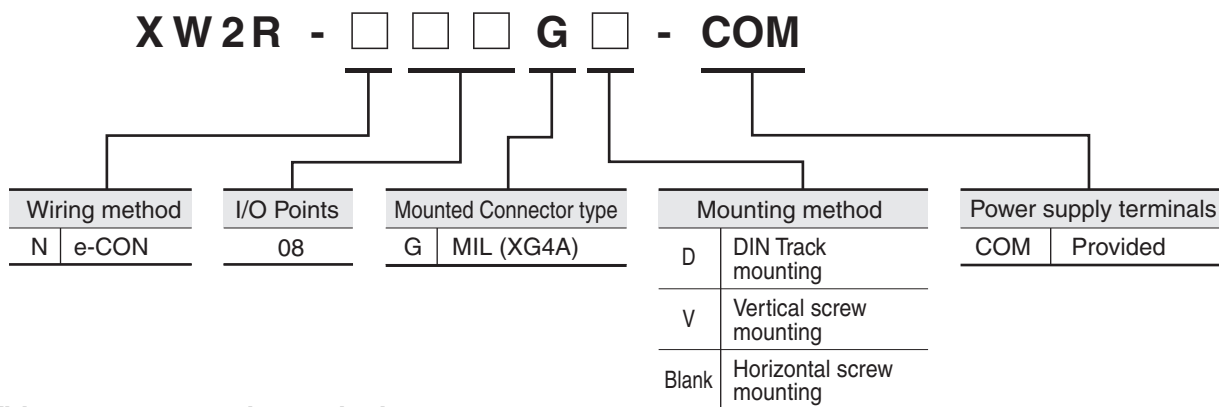 XW2R - □ □ □ G □ - COM
Wiring method
N e-CON
I/O Points
08
Mounted Connector type
G MIL (XG4A)
Mounting method
D DIN Track
mounting
V Vertical screw
mounting
Blank Horizontal screw
mounting
Power supply terminals
COM Provided